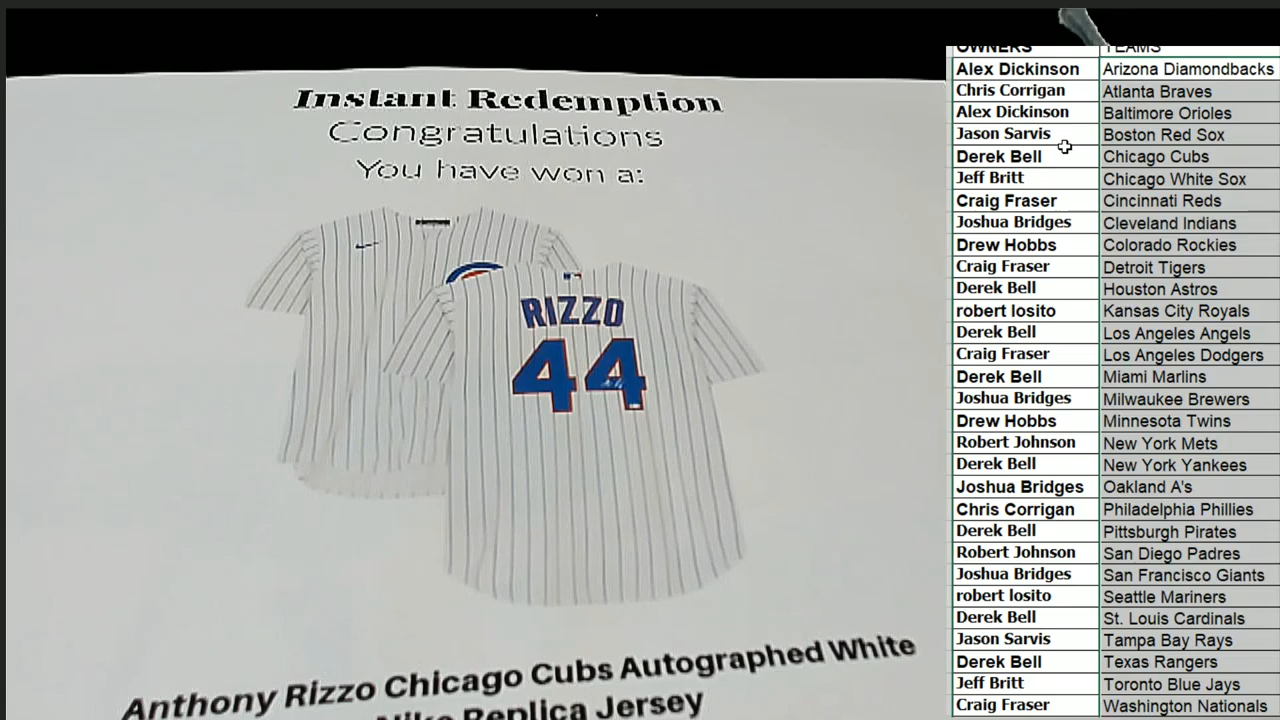 Instant Redemption
Congratulations
You have won a:
RIZZO
44
Anthony Rizzo Chicago Cubs Autographed White
Nike Replica Jersey
OWNERS TEAMS
Alex Dickinson Arizona Diamondbacks
Chris Corrigan Atlanta Braves
Alex Dickinson Baltimore Orioles
Jason Sarvis Boston Red Sox
Derek Bell Chicago Cubs
Jeff Britt Chicago White Sox
Craig Fraser Cincinnati Reds
Joshua Bridges Cleveland Indians
Drew Hobbs Colorado Rockies
Craig Fraser Detroit Tigers
Derek Bell Houston Astros
robert losito Kansas City Royals
Derek Bell Los Angeles Angels
Craig Fraser Los Angeles Dodgers
Derek Bell Miami Marlins
Joshua Bridges Milwaukee Brewers
Drew Hobbs Minnesota Twins
Robert Johnson New York Mets
Derek Bell New York Yankees
Joshua Bridges Oakland A's
Chris Corrigan Philadelphia Phillies
Derek Bell Pittsburgh Pirates
Robert Johnson San Diego Padres
Joshua Bridges San Francisco Giants
robert losito Seattle Mariners
Derek Bell St. Louis Cardinals
Jason Sarvis Tampa Bay Rays
Derek Bell Texas Rangers
Jeff Britt Toronto Blue Jays
Craig Fraser Washington Nationals